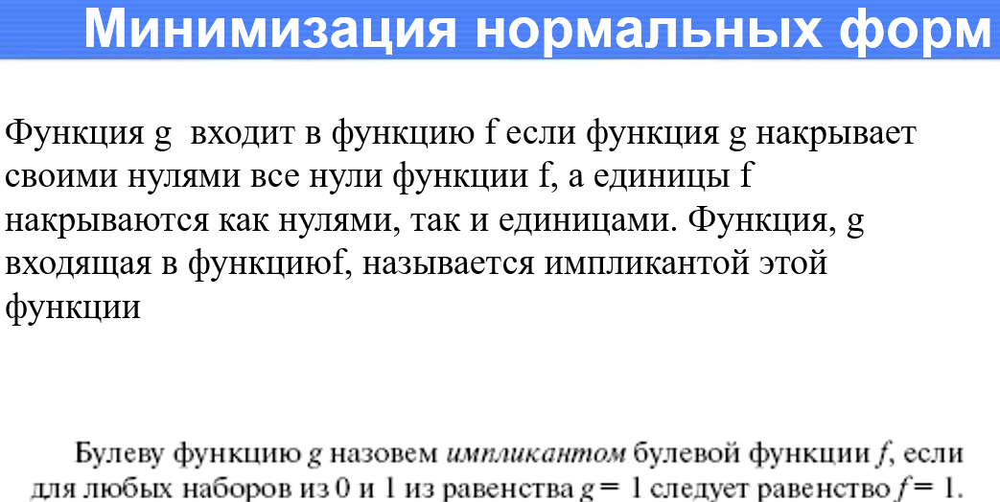 Минимизация нормальных форм
Функция g входит в функцию f если функция g накрывает
своими нулями все нули функции f, а единицы f
накрываются как нулями, так и единицами. Функция, g
входящая в функциюf, называется импликантой этой
функции
Булеву функцию g назовем импликантом булевой функции f, если
для любых наборов из 0 и 1 из равенства g = 1 следует равенство f = 1.